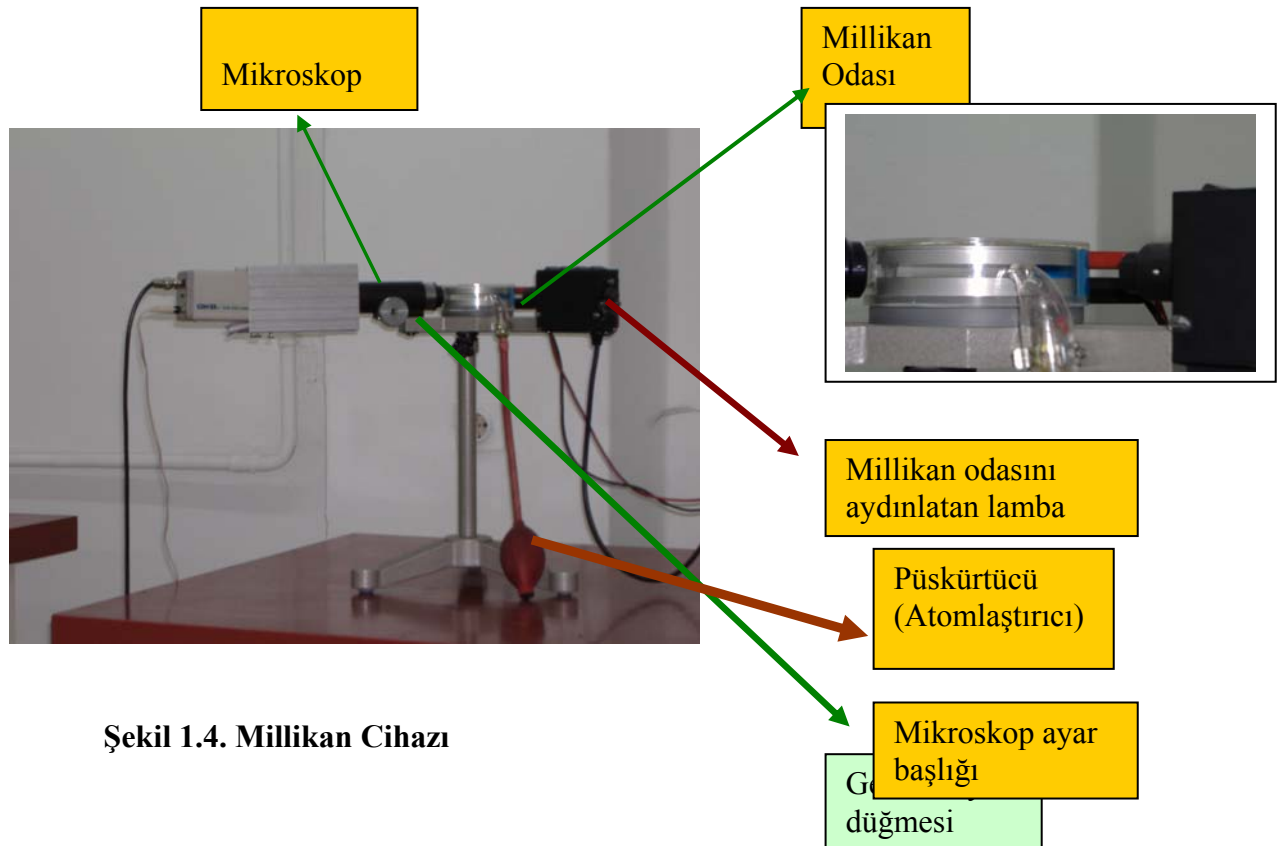 Mikroskop
Millikan
Odası
Millikan odasını
aydınlatan lamba
Püskürtücü
(Atomlaştırıcı)
Şekil 1.4. Millikan Cihazı
Mikroskop ayar
başlığı
düğmesi